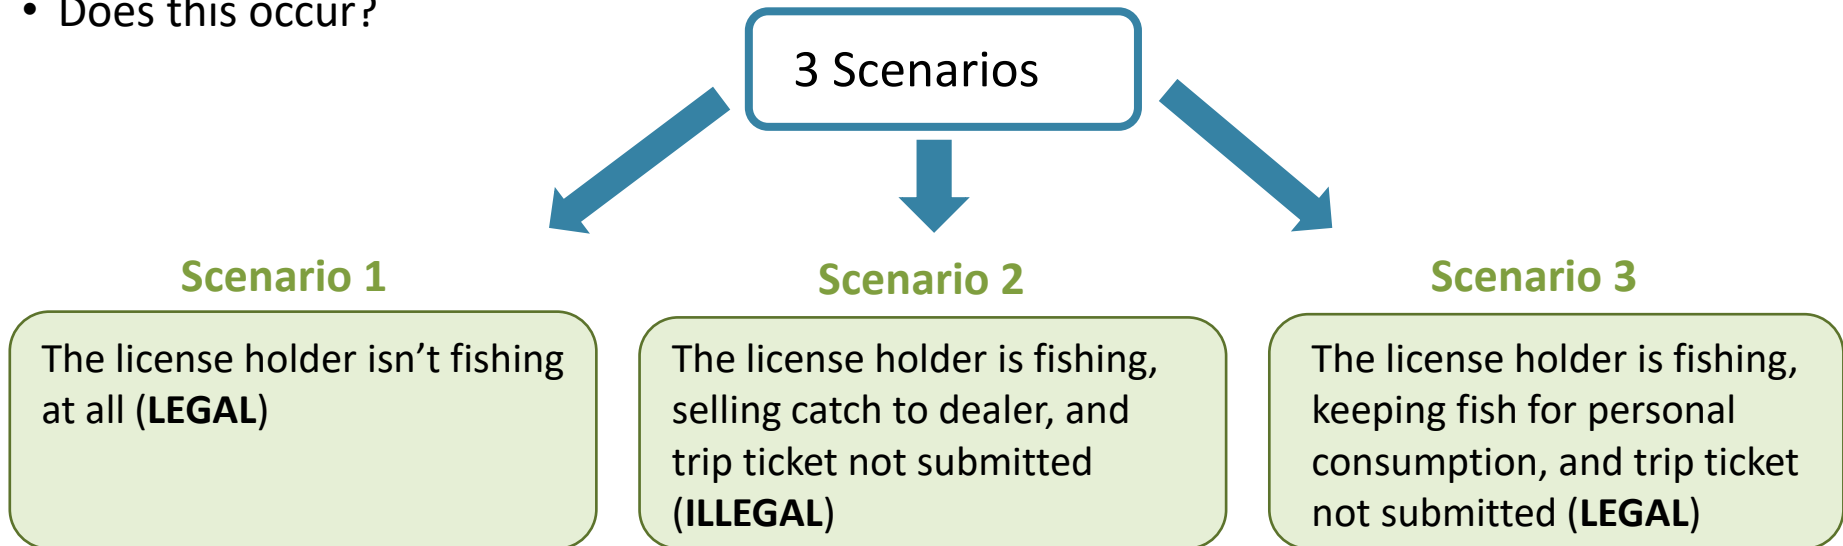 • Does this occur?
3 Scenarios
Scenario 1
The license holder isn’t fishing
at all (LEGAL)
Scenario 2
The license holder is fishing,
selling catch to dealer, and
trip ticket not submitted
(ILLEGAL)
Scenario 3
The license holder is fishing,
keeping fish for personal
consumption, and trip ticket
not submitted (LEGAL)